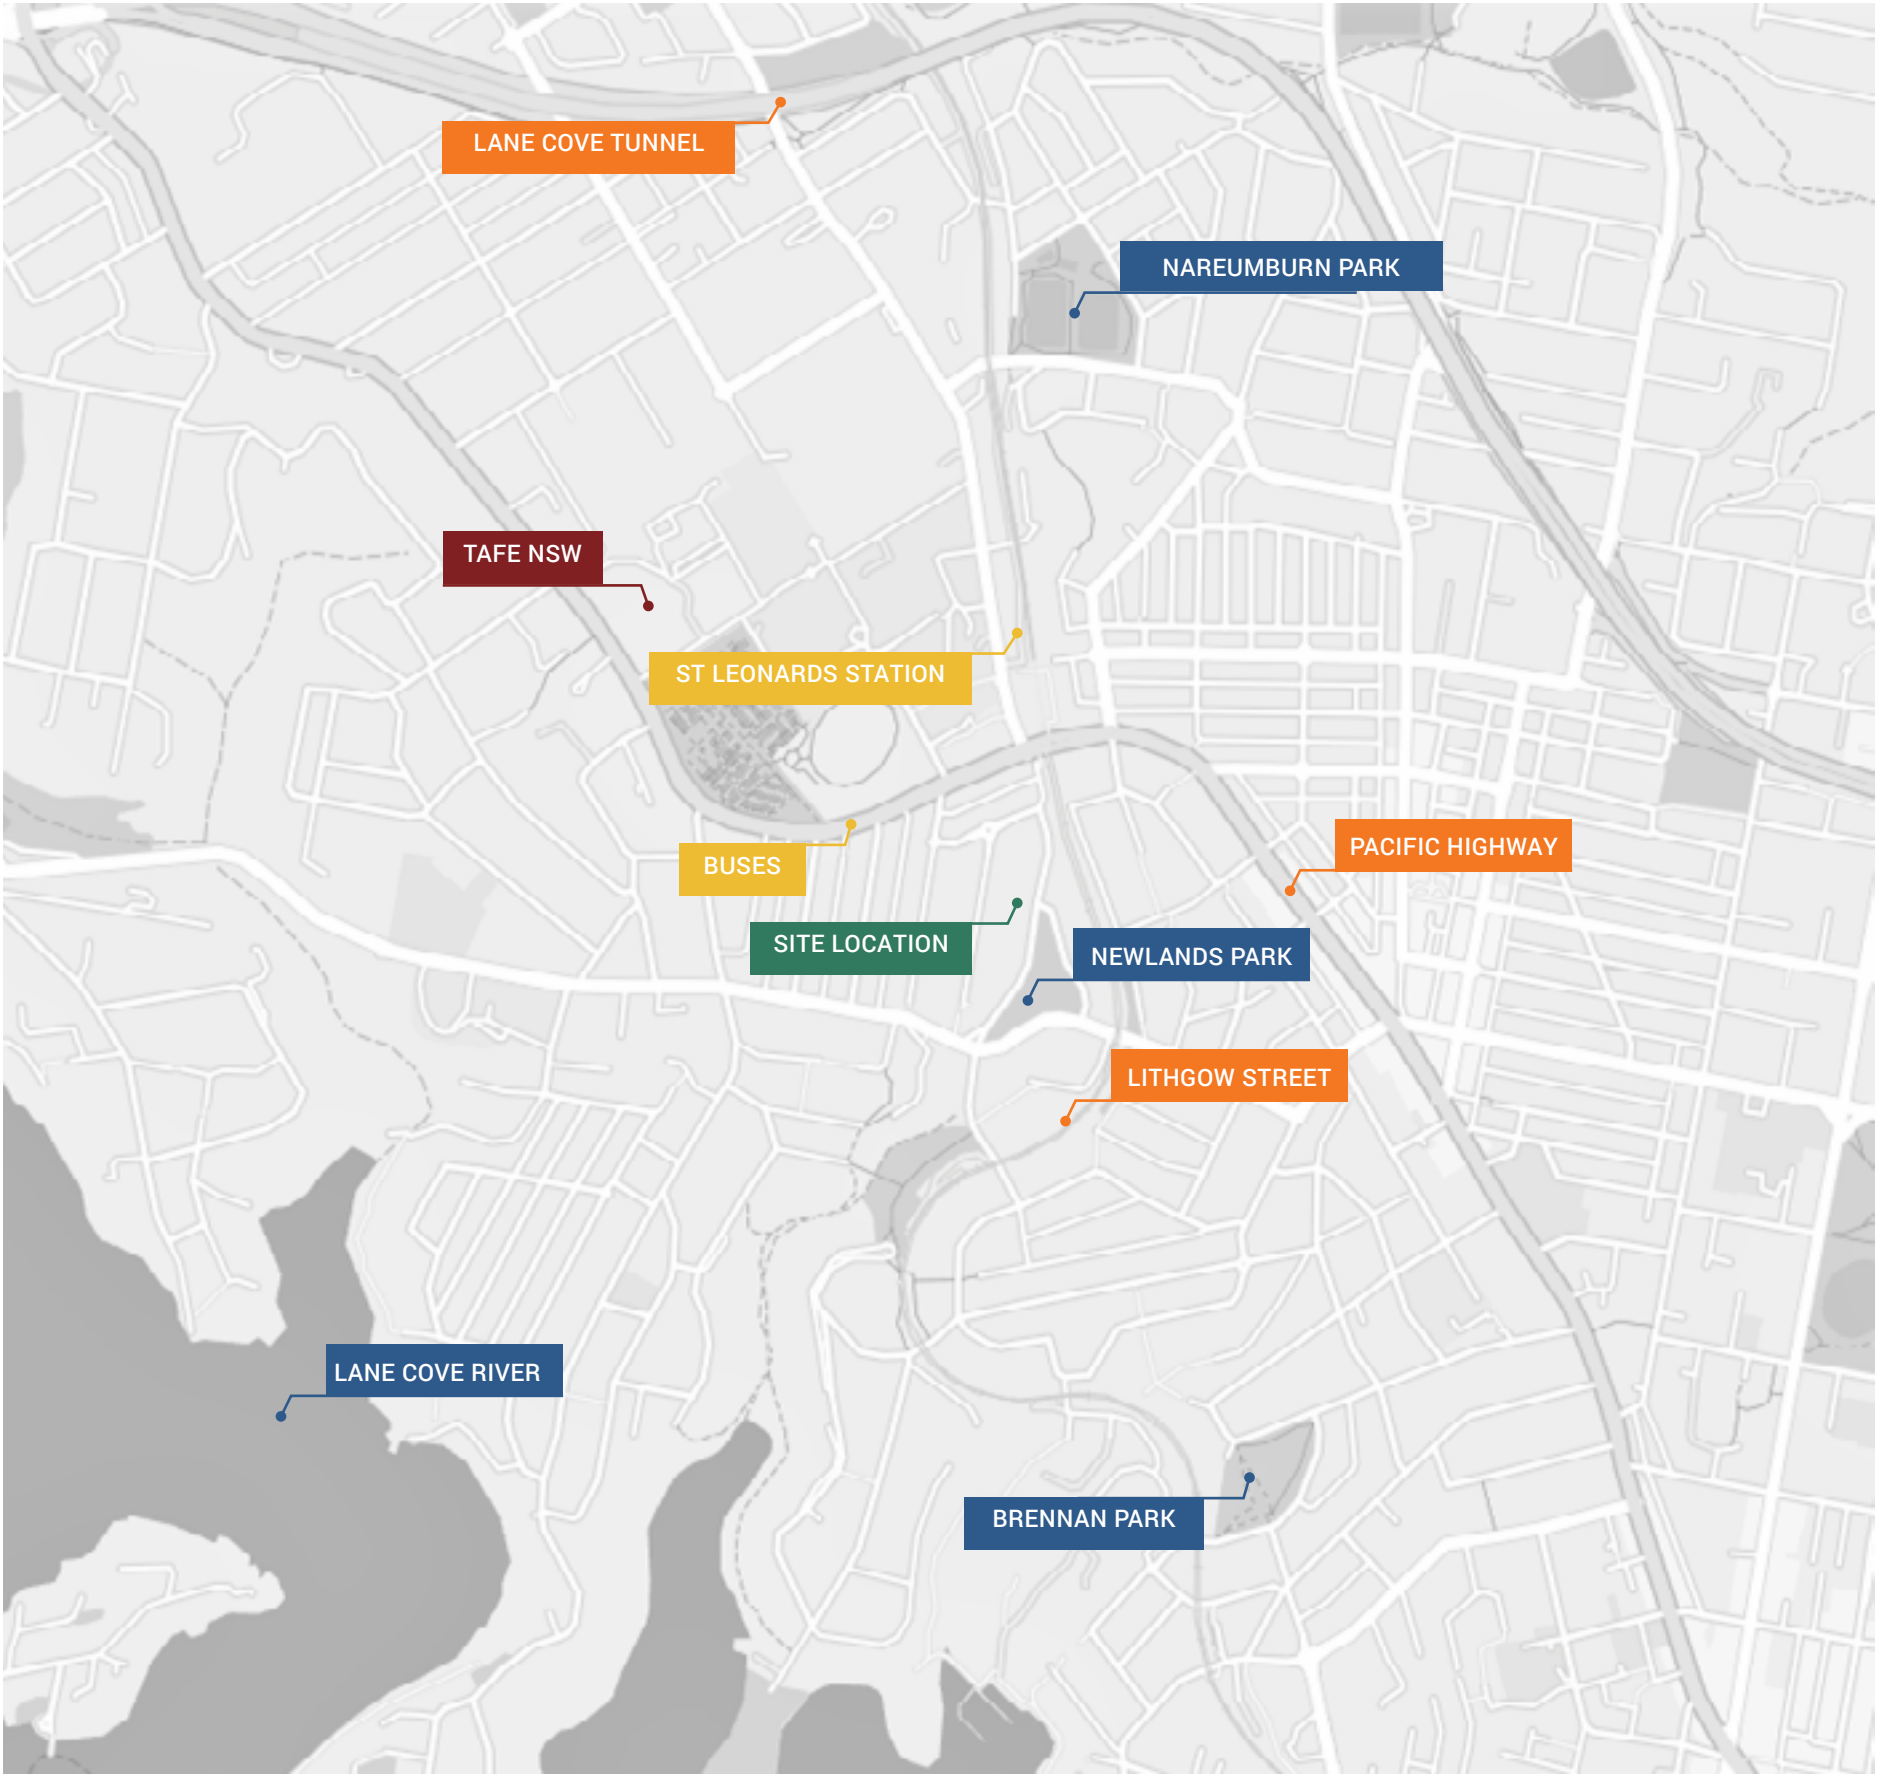 LANE COVE TUNNEL
NAREUMBURN PARK
TAFE NSW
ST LEONARDS STATION
BUSES
PACIFIC HIGHWAY
SITE LOCATION
NEWLANDS PARK
LITHGOW STREET
LANE COVE RIVER
BRENNAN PARK